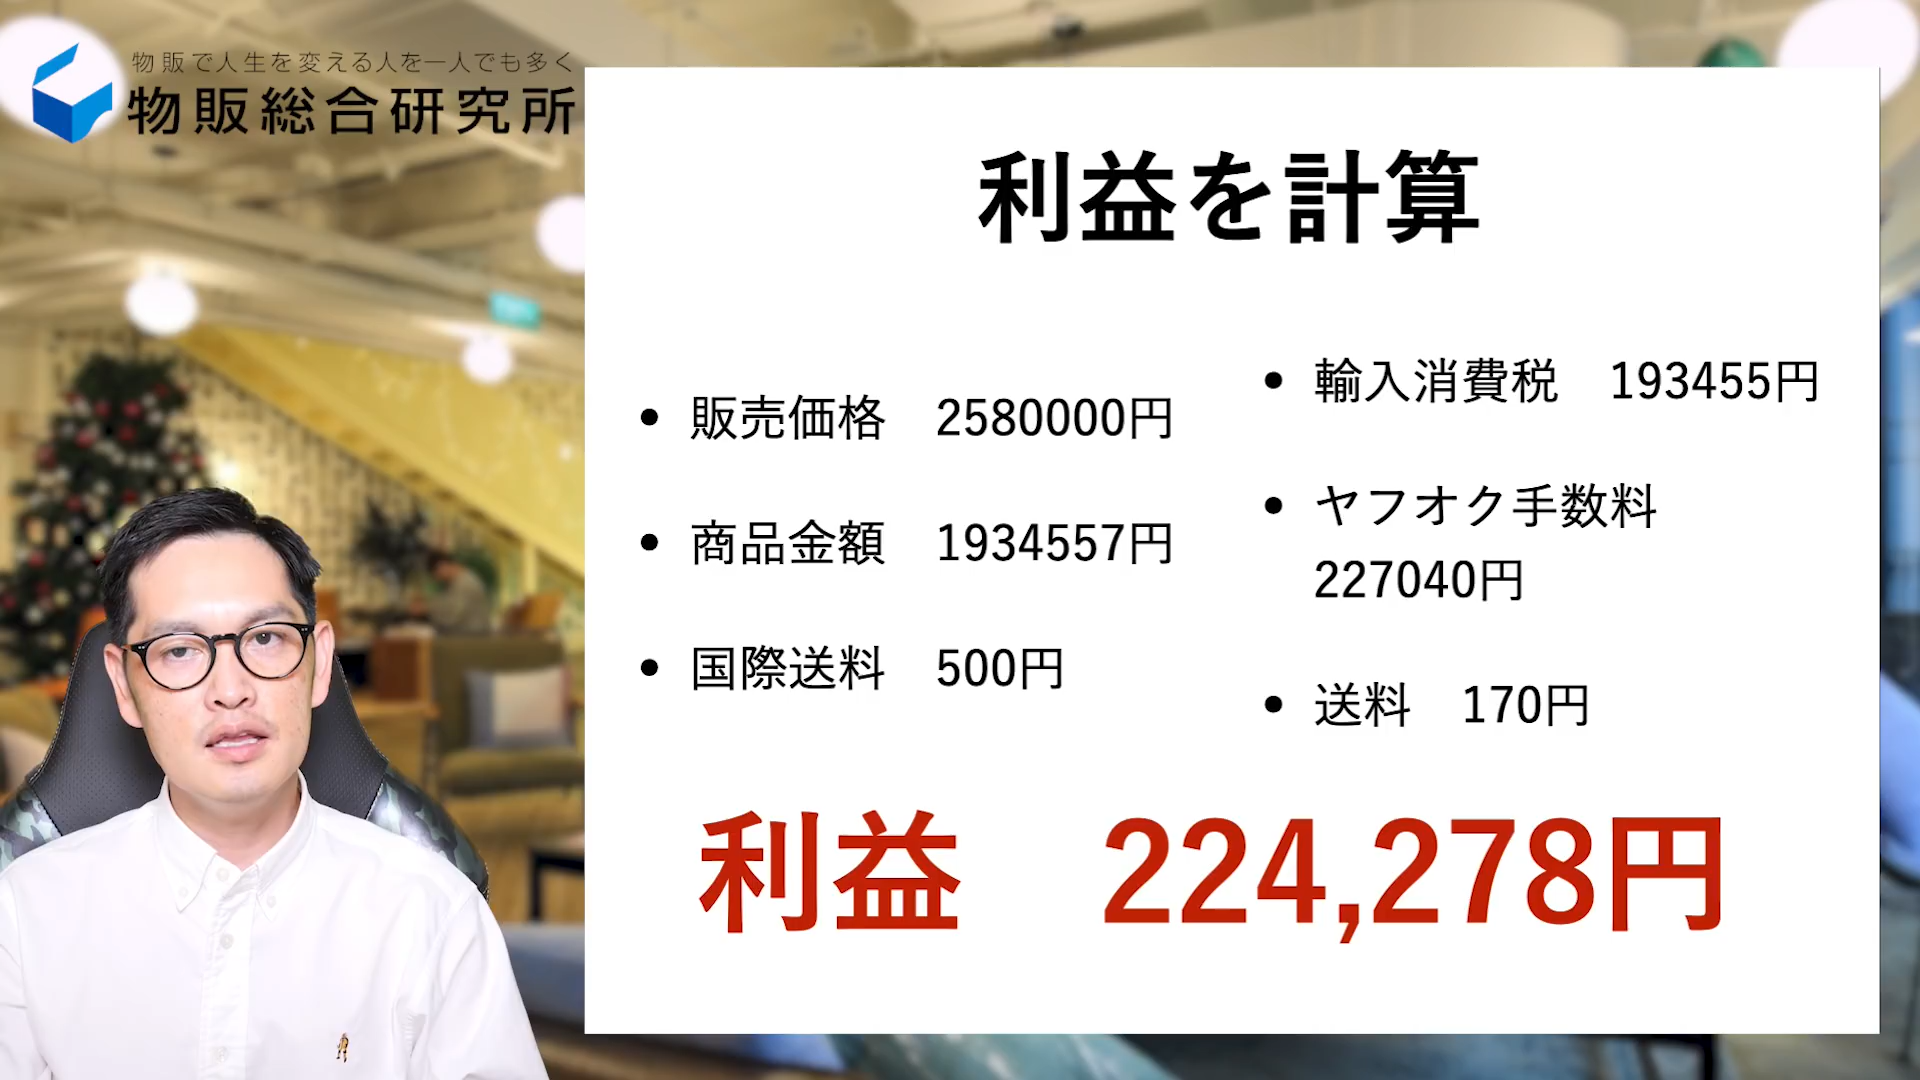 物販で人生を変える人を一人でも多く
物販総合研究所
利益を計算
• 販売価格　2580000円
• 商品金額　1934557円
• 国際送料　500円
• 輸入消費税　193455円
• ヤフオク手数料
227040円
• 送料　170円
利益　224,278円